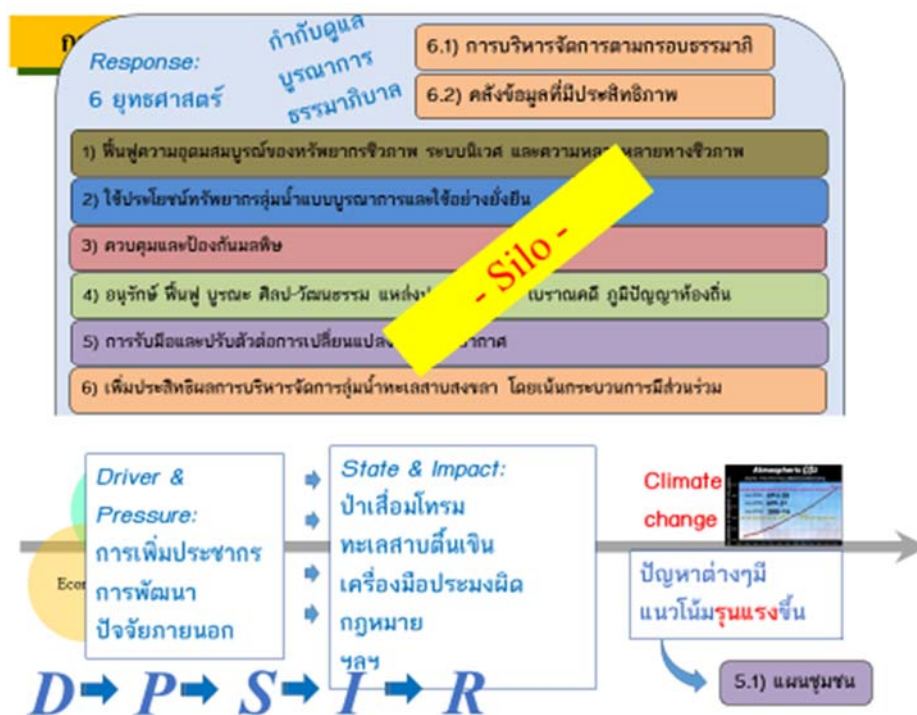 Response:
6 ยุทธศาสตร์
กำกับดูแล
บูรณาการ
ธรรมาภิบาล
6.1) การบริหารจัดการตามกรอบธรรมาภิ
6.2) คลังข้อมูลที่มีประสิทธิภาพ
1) ฟื้นฟูความอุดมสมบูรณ์ของทรัพยากรชีวภาพ ระบบนิเวศ และความหลากหลายทางชีวภาพ
2) ใช้ประโยชน์ทรัพยากรลุ่มน้ำแบบบูรณาการและใช้อย่างยั่งยืน
3) ควบคุมและป้องกันมลพิษ
4) อนุรักษ์ ฟื้นฟู บูรณะ ศิลป-วัฒนธรรม แหล่ง โบราณคดี ภูมิปัญญาท้องถิ่น
- Silo -
5) การรับมือและปรับตัวต่อการเปลี่ยนแปลง อากาศ
6) เพิ่มประสิทธิผลการบริหารจัดการลุ่มน้ำทะเลสาบสงขลา โดยเน้นกระบวนการมีส่วนร่วม
Driver &
Pressure:
การเพิ่มประชากร
การพัฒนา
ปัจจัยภายนอก
Econ
State & Impact:
ป่าเสื่อมโทรม
ทะเลสาบตื้นเขิน
เครื่องมือประมงผิด
กฎหมาย
ฯลฯ
Climate
change
Atmospheric CO2
ปัญหาต่างๆมี
แนวโน้มรุนแรงขึ้น
5.1) แผนชุมชน
D P S I R